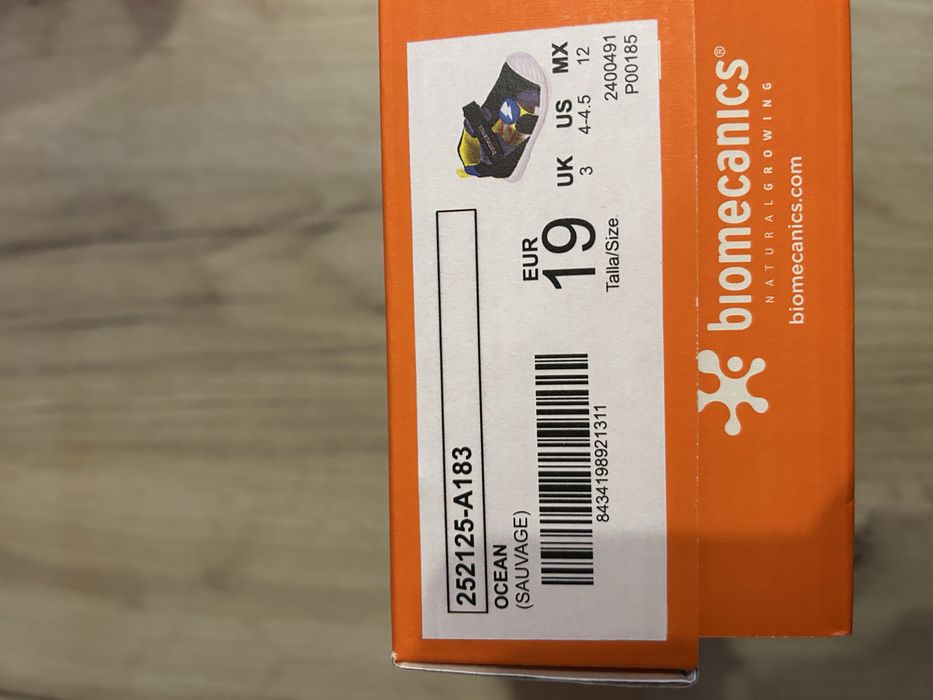 252125-A183
OCEAN
(SAUVAGE)
8434198921311
EUR
19
Talla/Size
UK US MX
3 4-4.5 12
2400491
P00185
biomecanics®
NATURALGROWING
biomecanics.com